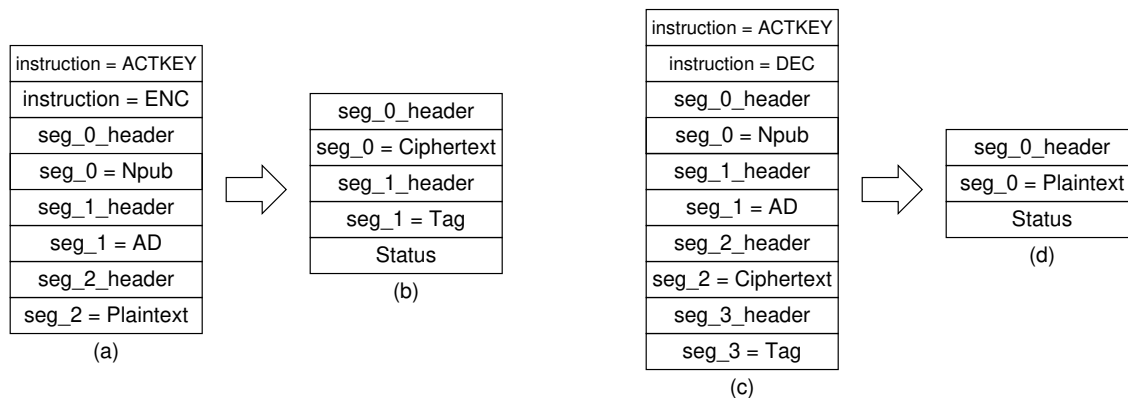 instruction = ACTKEY
instruction = ENC
seg_0_header
seg_0 = Npub
seg_1_header
seg_1 = AD
seg_2_header
seg_2 = Plaintext
(a)
seg_0_header
seg_0 = Ciphertext
seg_1_header
seg_1 = Tag
Status
(b)
instruction = ACTKEY
instruction = DEC
seg_0_header
seg_0 = Npub
seg_1_header
seg_1 = AD
seg_2_header
seg_2 = Ciphertext
seg_3_header
seg_3 = Tag
(c)
seg_0_header
seg_0 = Plaintext
Status
(d)